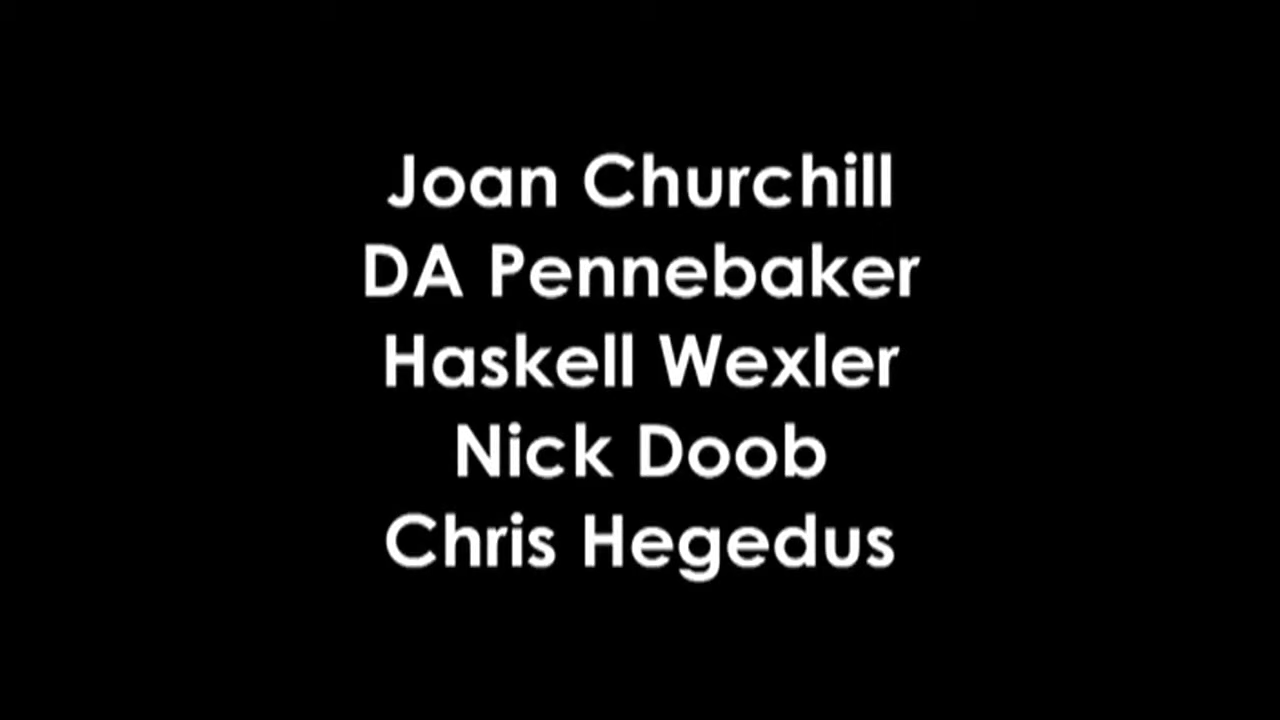 Joan Churchill
DA Pennebaker
Haskell Wexler
Nick Doob
Chris Hegedus